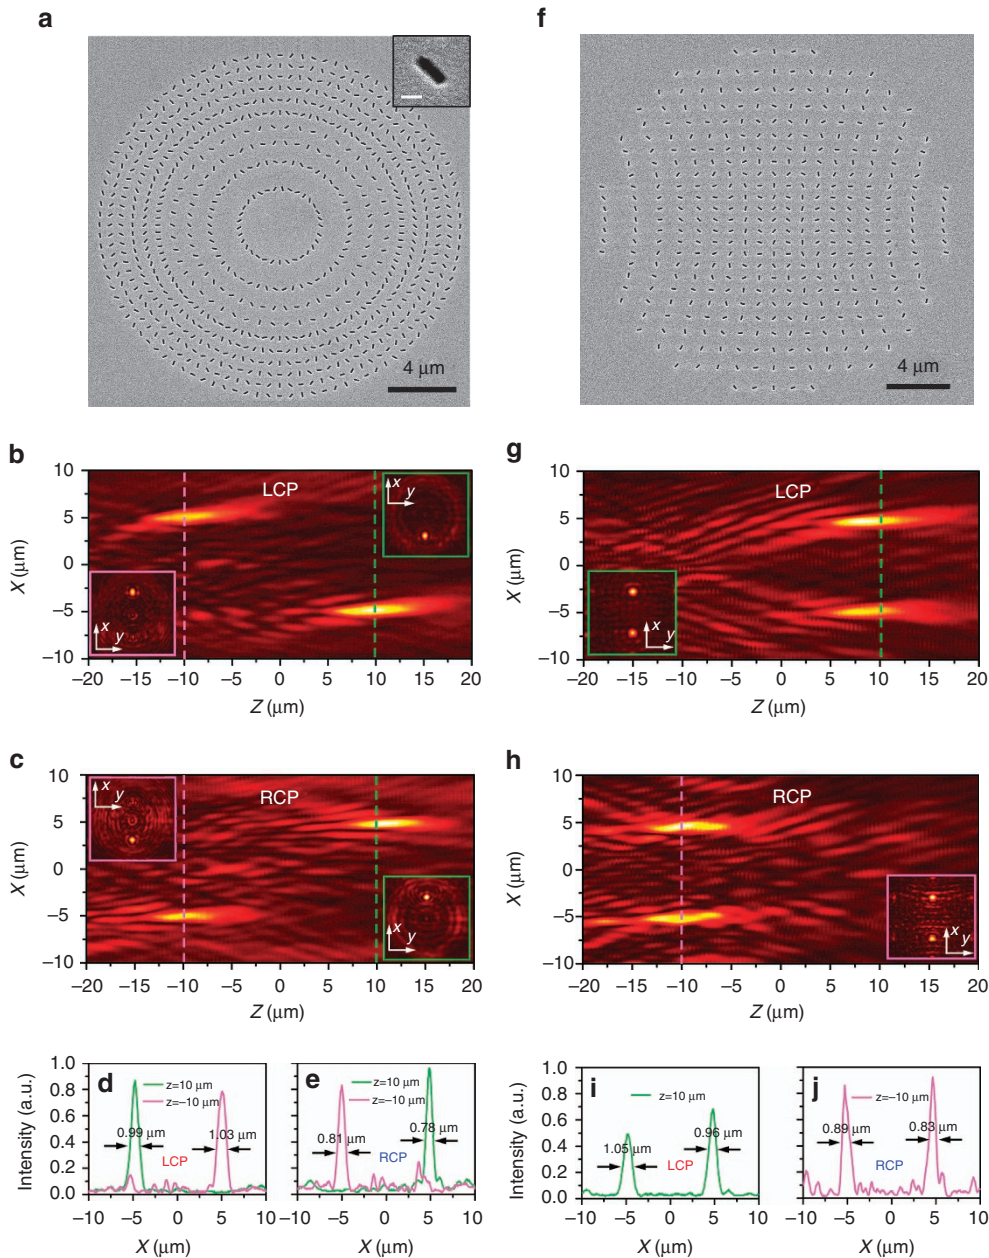 a
4 μm
f
4 μm
b
10
5
0
−5
−10
X (μm)
LCP
x
y
x
y
−20 −15 −10 −5 0 5 10 15 20
Z (μm)
g
10
5
0
−5
−10
X (μm)
LCP
x
y
−20 −15 −10 −5 0 5 10 15 20
Z (μm)
c
10
5
0
−5
−10
X (μm)
RCP
x
y
x
y
−20 −15 −10 −5 0 5 10 15 20
Z (μm)
h
10
5
0
−5
−10
X (μm)
RCP
x
y
−20 −15 −10 −5 0 5 10 15 20
Z (μm)
d
1.0
0.8
0.6
0.4
0.2
0.0
Intensity (a.u.)
z=10 μm
z=−10 μm
0.99 μm
1.03 μm
LCP
−10 −5 0 5 10
X (μm)
e
z=10 μm
z=−10 μm
0.81 μm
0.78 μm
RCP
−10 −5 0 5 10
X (μm)
i
1.0
0.8
0.6
0.4
0.2
0.0
Intensity (a.u.)
z=10 μm
1.05 μm
0.96 μm
LCP
−10 −5 0 5 10
X (μm)
j
z=−10 μm
0.89 μm
0.83 μm
RCP
−10 −5 0 5 10
X (μm)